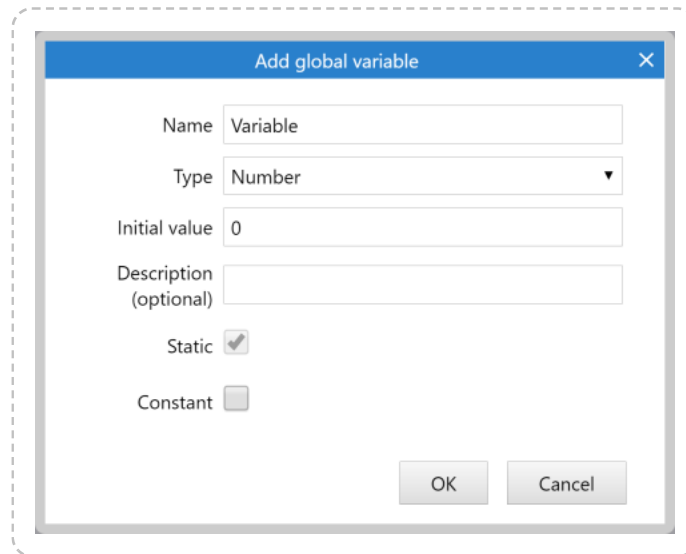 Add global variable
Name Variable
Type Number
Initial value 0
Description
(optional)
Static
Constant
OK Cancel